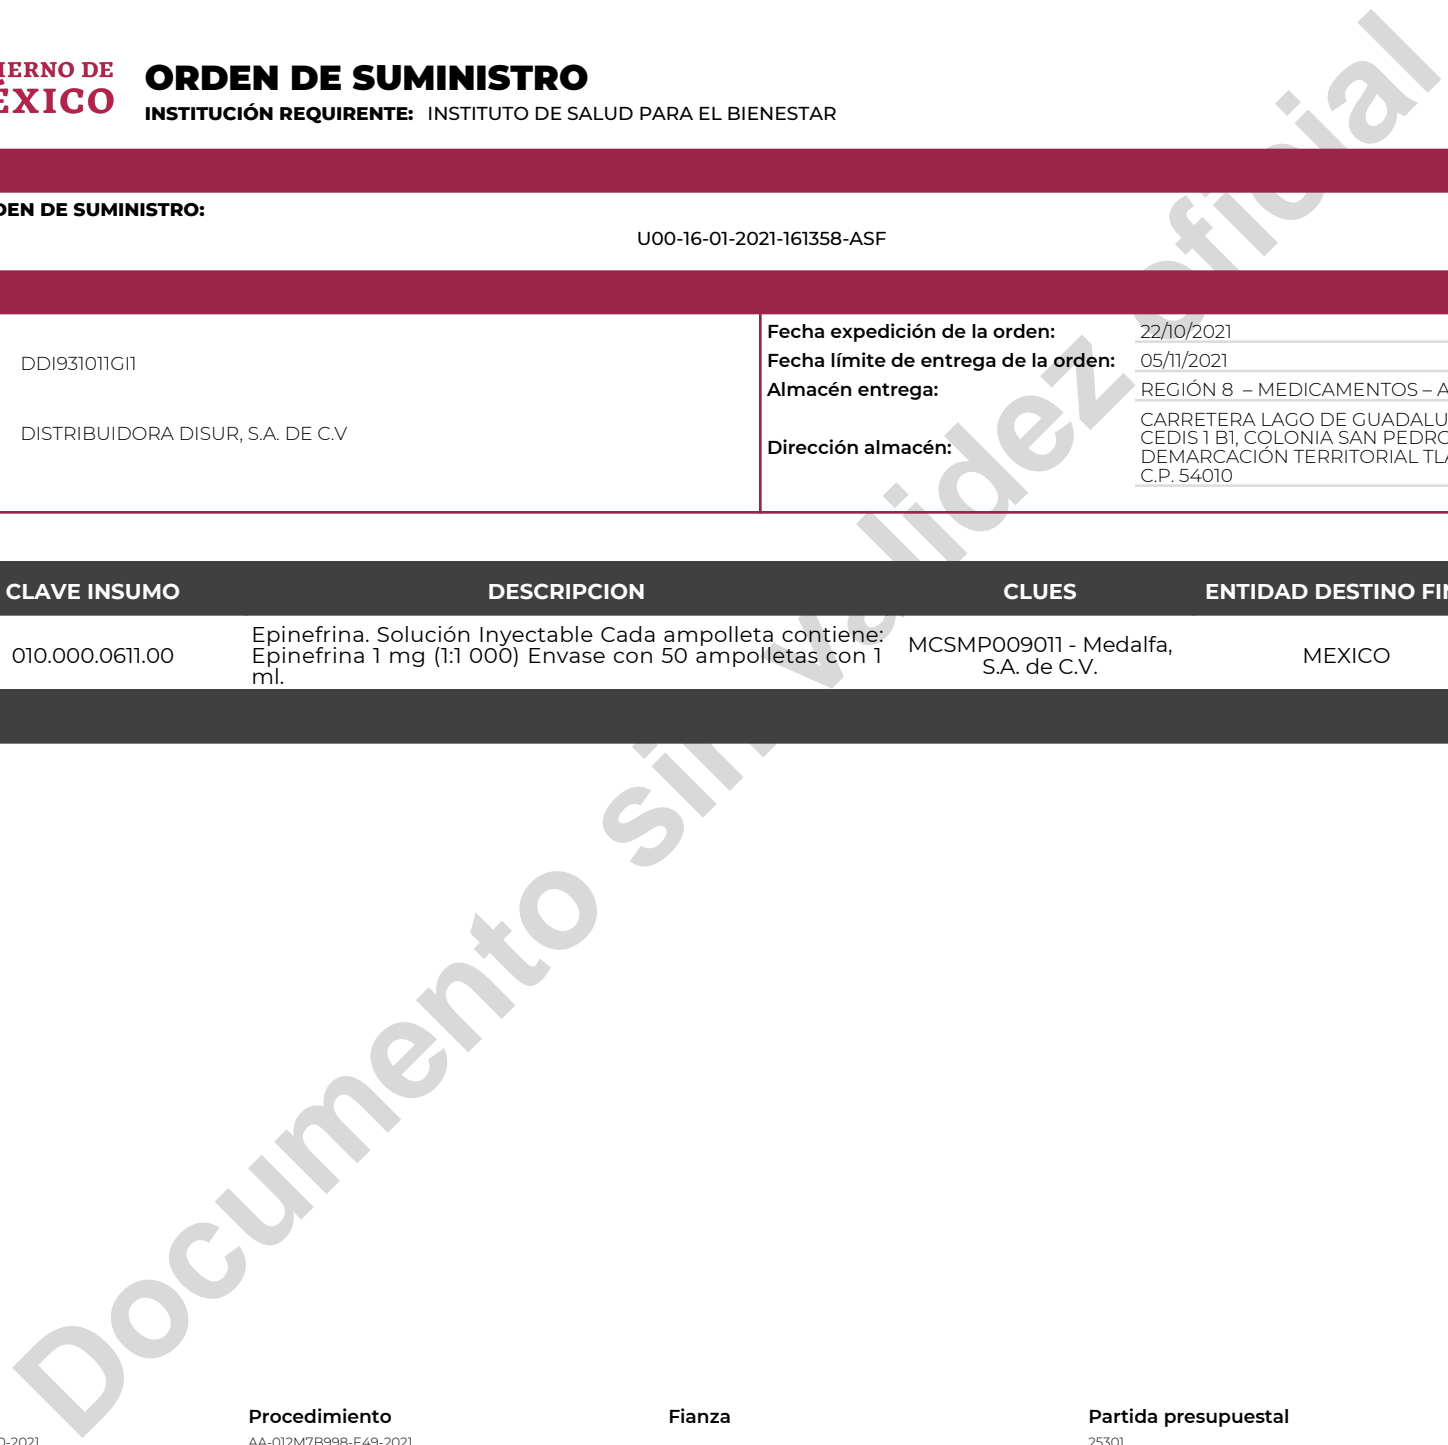 IERNO DE
ÉXICO
ORDEN DE SUMINISTRO
INSTITUCIÓN REQUIRENTE: INSTITUTO DE SALUD PARA EL BIENESTAR
DEN DE SUMINISTRO:
U00-16-01-2021-161358-ASF
DDI931011GI1
DISTRIBUIDORA DISUR, S.A. DE C.V
Fecha expedición de la orden: 22/10/2021
Fecha límite de entrega de la orden: 05/11/2021
Almacén entrega: REGIÓN 8 – MEDICAMENTOS – A
Dirección almacén:
CARRETERA LAGO DE GUADALU
CEDIS 1 B1, COLONIA SAN PEDRO
DEMARCACIÓN TERRITORIAL TLA
C.P. 54010
CLAVE INSUMO DESCRIPCION CLUES ENTIDAD DESTINO FIN
010.000.0611.00
Epinefrina. Solución Inyectable Cada ampolleta contiene:
Epinefrina 1 mg (1:1 000) Envase con 50 ampolletas con 1
ml.
MCSMP009011 - Medalfa,
S.A. de C.V.
MEXICO
Documento sin validez oficial
Procedimiento Fianza Partida presupuestal
0-2021 AA-012M7B998-E49-2021 25301